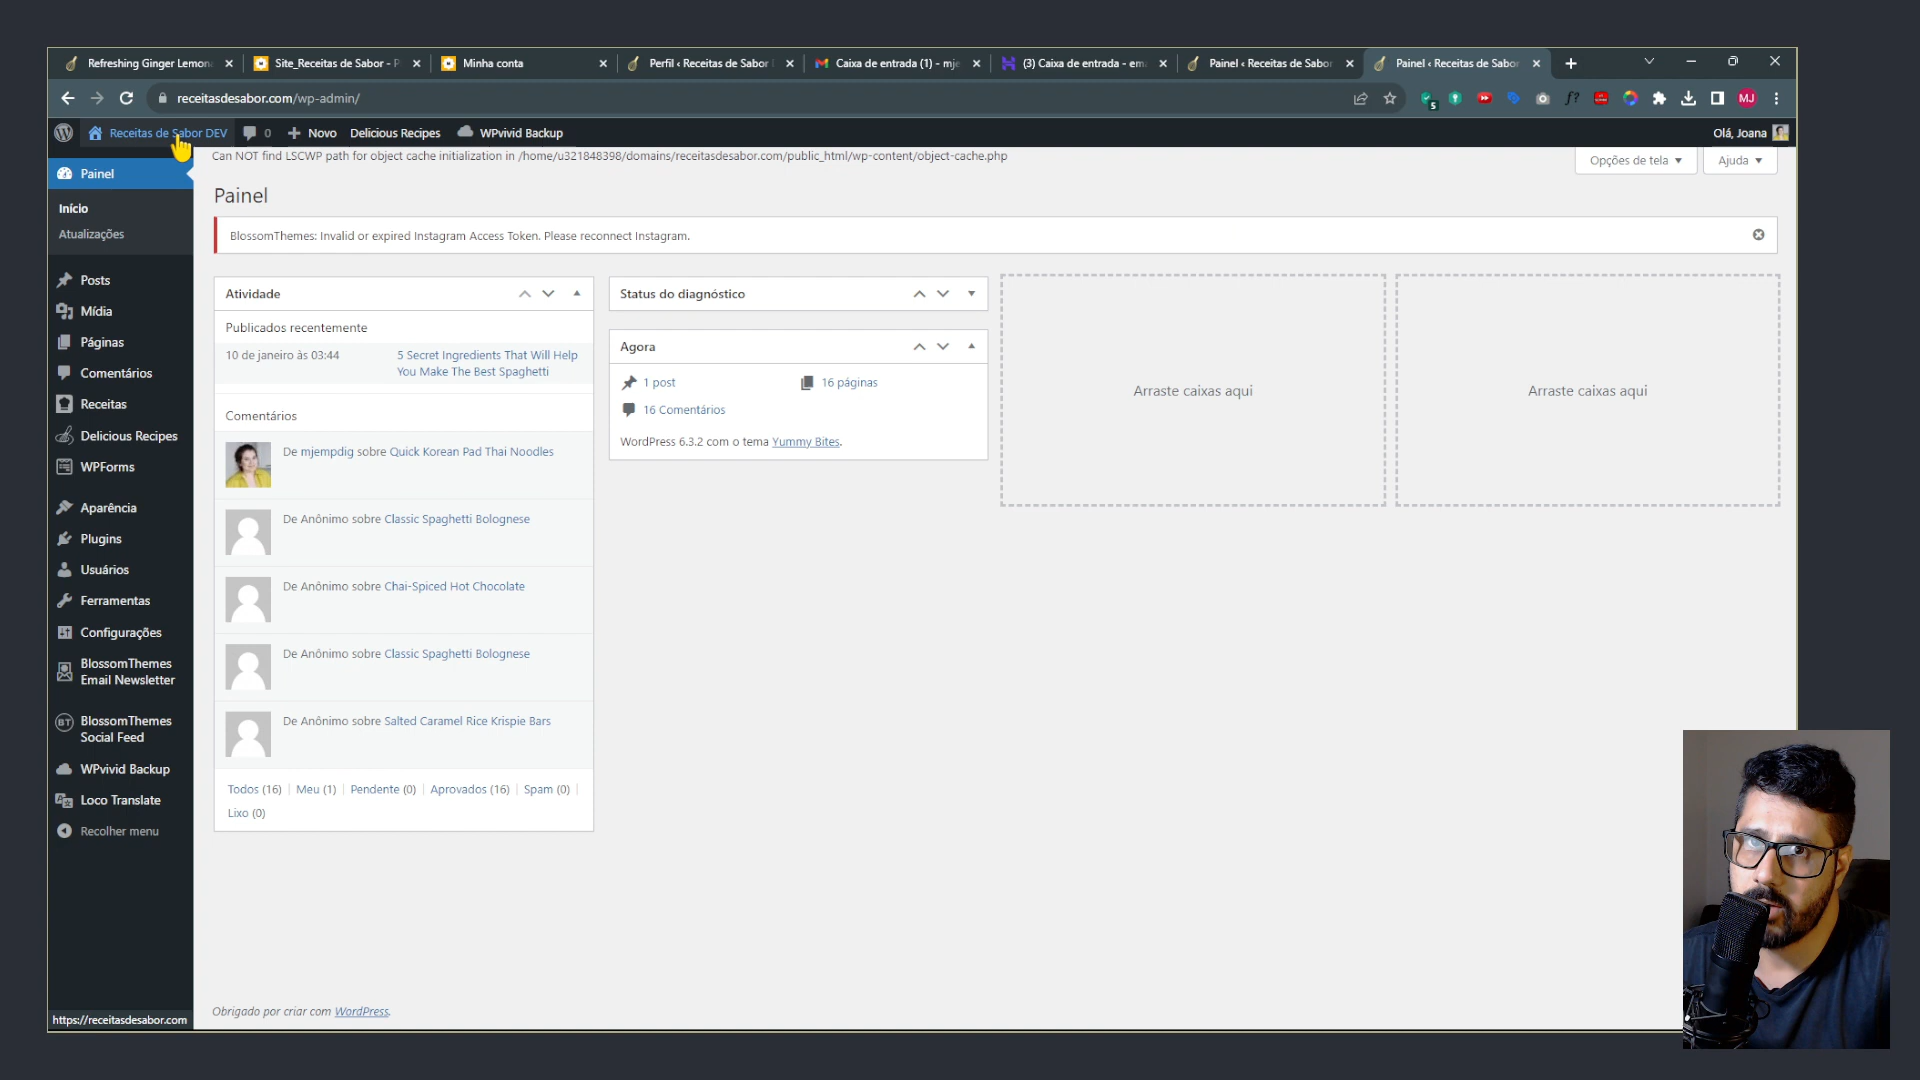 Refreshing Ginger Lemona
Site_Receitas de Sabor - P
Minha conta
Perfil ‹ Receitas de Sabor
Caixa de entrada (1) - mje
(3) Caixa de entrada - em
Painel ‹ Receitas de Sabor
Painel ‹ Receitas de Sabor
receitasdesabor.com/wp-admin/
5
f?
MJ
Receitas de Sabor DEV
0
Novo
Delicious Recipes
WPvivid Backup
Olá, Joana
Can NOT find LSCWP path for object cache initialization in /home/u321848398/domains/receitasdesabor.com/public_html/wp-content/object-cache.php
Opções de tela
Ajuda
Painel
Início
Atualizações
Posts
Mídia
Páginas
Comentários
Receitas
Delicious Recipes
WPForms
Aparência
Plugins
Usuários
Ferramentas
Configurações
BlossomThemes
Email Newsletter
BT
BlossomThemes
Social Feed
WPvivid Backup
Loco Translate
Recolher menu
https://receitasdesabor.com
Painel
BlossomThemes: Invalid or expired Instagram Access Token. Please reconnect Instagram.
Atividade
Publicados recentemente
10 de janeiro às 03:44
5 Secret Ingredients That Will Help
You Make The Best Spaghetti
Comentários
De mjempdig sobre Quick Korean Pad Thai Noodles
De Anônimo sobre Classic Spaghetti Bolognese
De Anônimo sobre Chai-Spiced Hot Chocolate
De Anônimo sobre Classic Spaghetti Bolognese
De Anônimo sobre Salted Caramel Rice Krispie Bars
Todos (16) | Meu (1) | Pendente (0) | Aprovados (16) | Spam (0) |
Lixo (0)
Status do diagnóstico
Agora
1 post
16 páginas
16 Comentários
WordPress 6.3.2 com o tema Yummy Bites.
Arraste caixas aqui
Arraste caixas aqui
Obrigado por criar com WordPress.